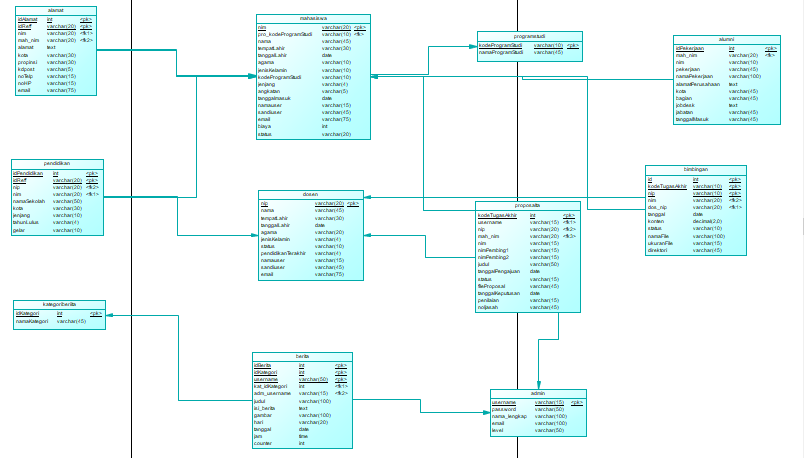 alamat
idAlamat int <pk>
idReff varchar(20) <pk>
nim varchar(20) <fk1>
mah_nim varchar(20) <fk2>
alamat text
kota varchar(30)
propinsi varchar(30)
kdpost varchar(5)
noTelp varchar(15)
noHP varchar(15)
email varchar(75)
mahasiswa
nim varchar(20) <pk>
pro_kodeProgramStudi varchar(10) <fk>
nama varchar(45)
tempatLahir varchar(30)
tanggalLahir date
agama varchar(10)
jenisKelamin varchar(10)
kodeProgramStudi varchar(10)
jenjang varchar(4)
angkatan varchar(5)
tanggalmasuk date
namauser varchar(15)
sandiuser varchar(45)
email varchar(75)
biaya int
status varchar(20)
programstudi
kodeProgramStudi varchar(10) <pk>
namaProgramStudi varchar(45)
alumni
idPekerjaan int <pk>
mah_nim varchar(20) <fk>
nim varchar(10)
pekerjaan varchar(45)
namaPekerjaan varchar(100)
alamatPerusahaan text
kota varchar(45)
bagian varchar(45)
jobdesk text
jabatan varchar(45)
tanggalMasuk varchar(45)
pendidikan
idPendidikan int <pk>
idReff varchar(20) <pk>
nip varchar(20) <fk2>
nim varchar(20) <fk1>
namaSekolah varchar(50)
kota varchar(30)
jenjang varchar(10)
tahunLulus varchar(4)
gelar varchar(10)
dosen
nip varchar(20) <pk>
nama varchar(45)
tempatLahir varchar(30)
tanggalLahir date
agama varchar(20)
jenisKelamin varchar(4)
status varchar(10)
pendidikanTerakhir varchar(4)
namauser varchar(15)
sandiuser varchar(45)
email varchar(75)
proposalta
kodeTugasAkhir int <pk>
username varchar(15) <fk1>
nip varchar(20) <fk2>
mah_nim varchar(20) <fk3>
nim varchar(15)
nimPembing1 varchar(15)
nimPembing2 varchar(15)
judul varchar(50)
tanggalPengajuan date
status varchar(15)
fileProposal varchar(45)
tanggalKeputusan date
penilaian varchar(15)
noIjasah varchar(45)
bimbingan
id int <pk>
kodeTugasAkhir varchar(10) <pk>
nip varchar(10) <pk>
nim varchar(20) <fk2>
dos_nip varchar(20) <fk1>
tanggal date
konten decimal(2,0)
status varchar(10)
namaFile varchar(100)
ukuranFile varchar(15)
direktori varchar(45)
kategoriberita
idKategori int <pk>
namaKategori varchar(45)
berita
idBerita int <pk>
idKategori int <pk>
username varchar(50) <pk>
kat_idKategori int <fk1>
adm_username varchar(15) <fk2>
judul varchar(100)
isi_berita text
gambar varchar(100)
hari varchar(20)
tanggal date
jam time
counter int
admin
username varchar(15) <pk>
password varchar(50)
nama_lengkap varchar(100)
email varchar(100)
level varchar(50)